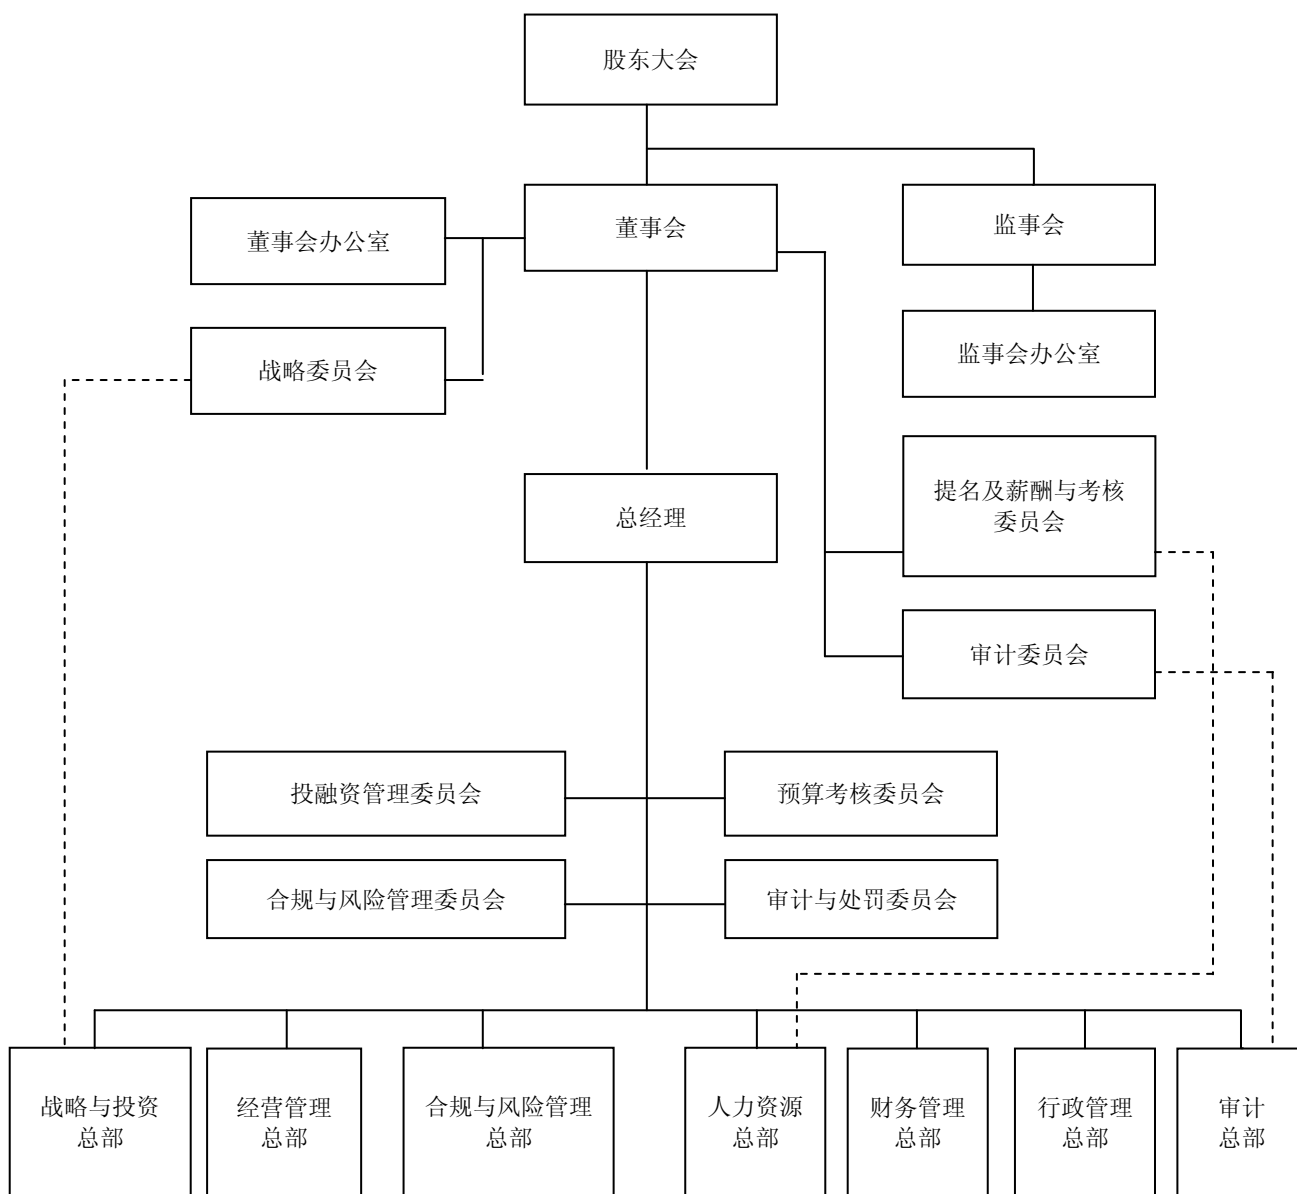 股东大会
董事会办公室
董事会
监事会
战略委员会
监事会办公室
总经理
提名及薪酬与考核
委员会
审计委员会
投融资管理委员会
预算考核委员会
合规与风险管理委员会
审计与处罚委员会
战略与投资
总部
经营管理
总部
合规与风险管理
总部
人力资源
总部
财务管理
总部
行政管理
总部
审计
总部